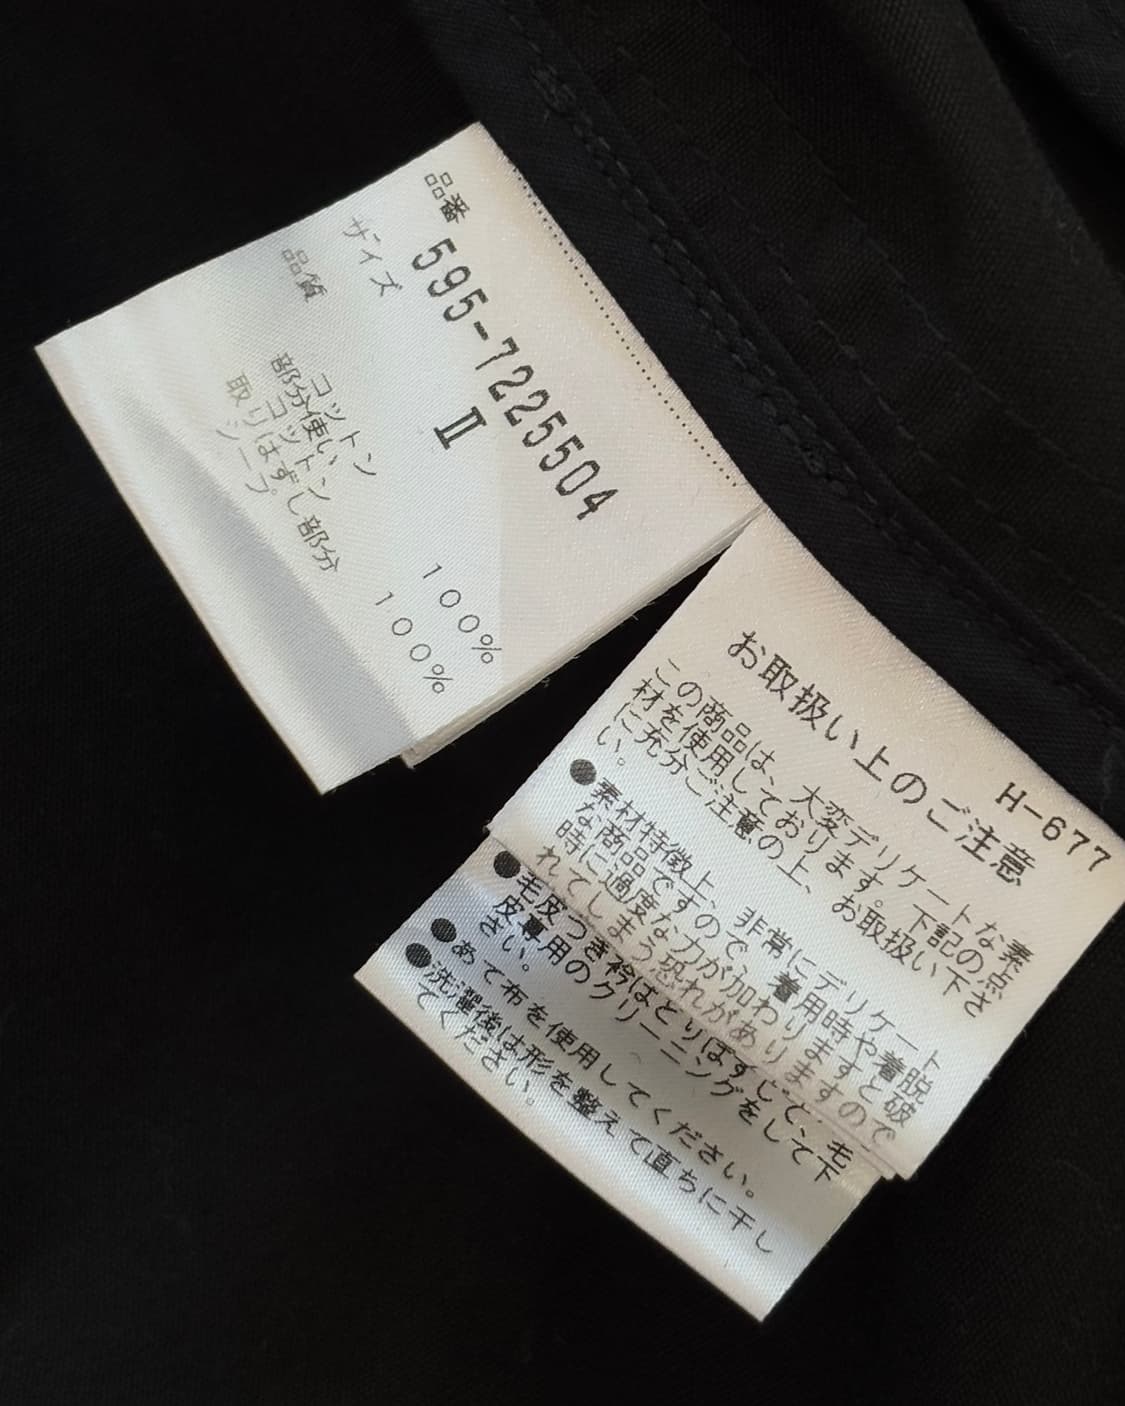 品番 595-7225504
サイズ Ⅱ
品質
コットン 100%
部分使い
コットン 100%
取りはずし部分
シープ
H-677
お取扱い上のご注意
この商品は、大変デリケートな素
材を使用しております。下記の点
に充分ご注意の上、お取扱い下さ
い。
●素材特徴上、非常にデリケート
な商品ですので、着用時や着脱
時に過度な力が加わりますと破
れてしまう恐れがありますので
●毛皮つき衿はとりはずして、毛
皮専用のクリーニングをして下
さい。
●あて布を使用してください。
●洗濯後は形を整えて直ちに干し
てください。